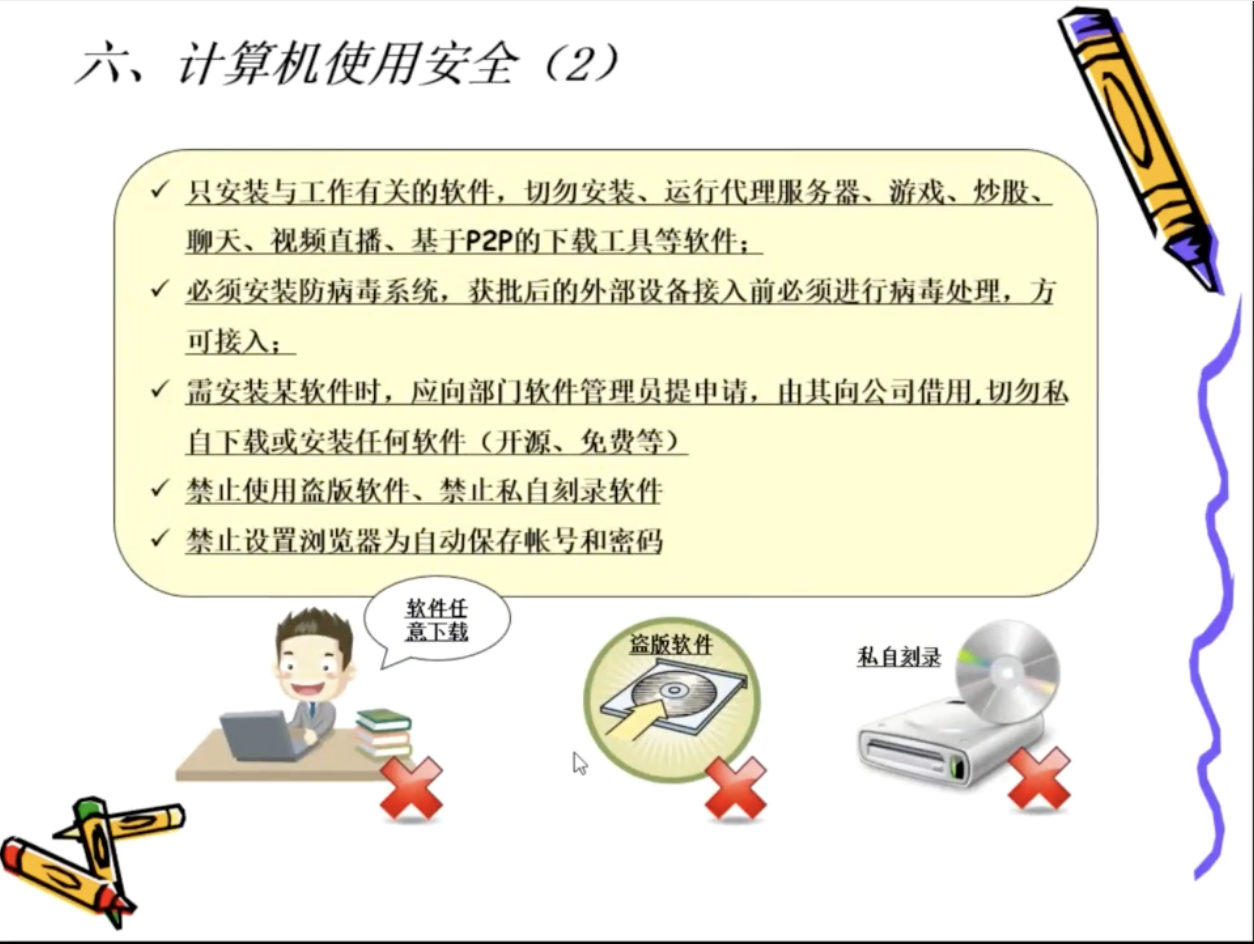 六、计算机使用安全（2）
✓ 只安装与工作有关的软件，切勿安装、运行代理服务器、游戏、炒股、
聊天、视频直播、基于P2P的下载工具等软件；
✓ 必须安装防病毒系统，获批后的外部设备接入前必须进行病毒处理，方
可接入；
✓ 需安装某软件时，应向部门软件管理员提申请，由其向公司借用,切勿私
自下载或安装任何软件（开源、免费等）
✓ 禁止使用盗版软件、禁止私自刻录软件
✓ 禁止设置浏览器为自动保存帐号和密码
软件任
意下载
盗版软件
私自刻录